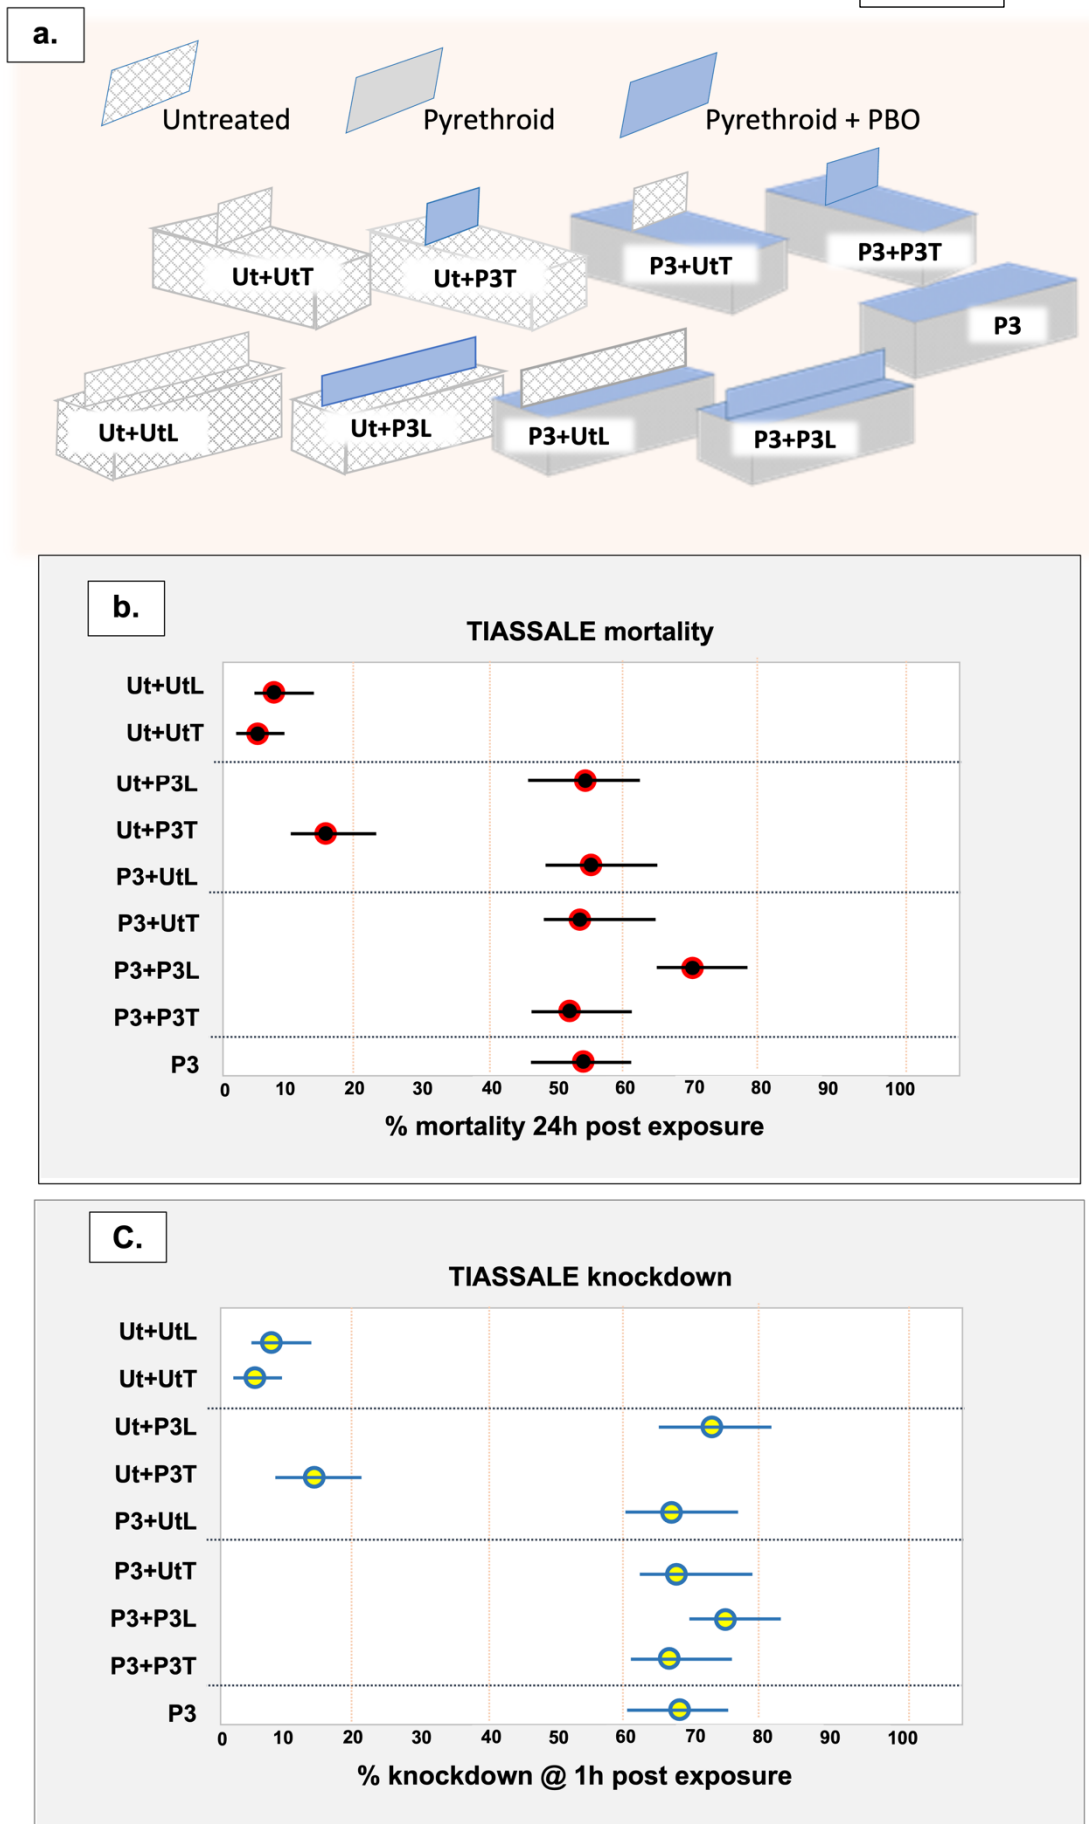 a.
Untreated
Pyrethroid
Pyrethroid + PBO
Ut+UtT
Ut+P3T
P3+UtT
P3+P3T
P3
Ut+UtL
Ut+P3L
P3+UtL
P3+P3L
b.
TIASSALE mortality
Ut+UtL
Ut+UtT
Ut+P3L
Ut+P3T
P3+UtL
P3+UtT
P3+P3L
P3+P3T
P3
0 10 20 30 40 50 60 70 80 90 100
% mortality 24h post exposure
C.
TIASSALE knockdown
Ut+UtL
Ut+UtT
Ut+P3L
Ut+P3T
P3+UtL
P3+UtT
P3+P3L
P3+P3T
P3
0 10 20 30 40 50 60 70 80 90 100
% knockdown @ 1h post exposure